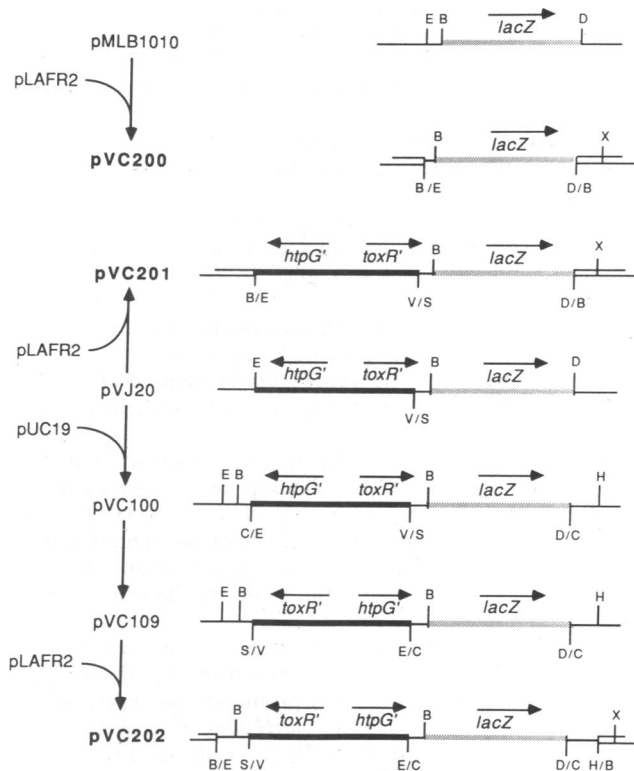 pMLB1010
E B lacZ D
pLAFR2
pVC200
B lacZ X
B/E D/B
pVC201
htpG' toxR' B lacZ X
B/E V/S D/B
pLAFR2
pVJ20
E htpG' toxR' B lacZ D
V/S
pUC19
pVC100
E B htpG' toxR' B lacZ H
C/E V/S D/C
pVC109
E B toxR' htpG' B lacZ H
S/V E/C D/C
pLAFR2
pVC202
B toxR' htpG' B lacZ X
B/E S/V E/C D/C H/B